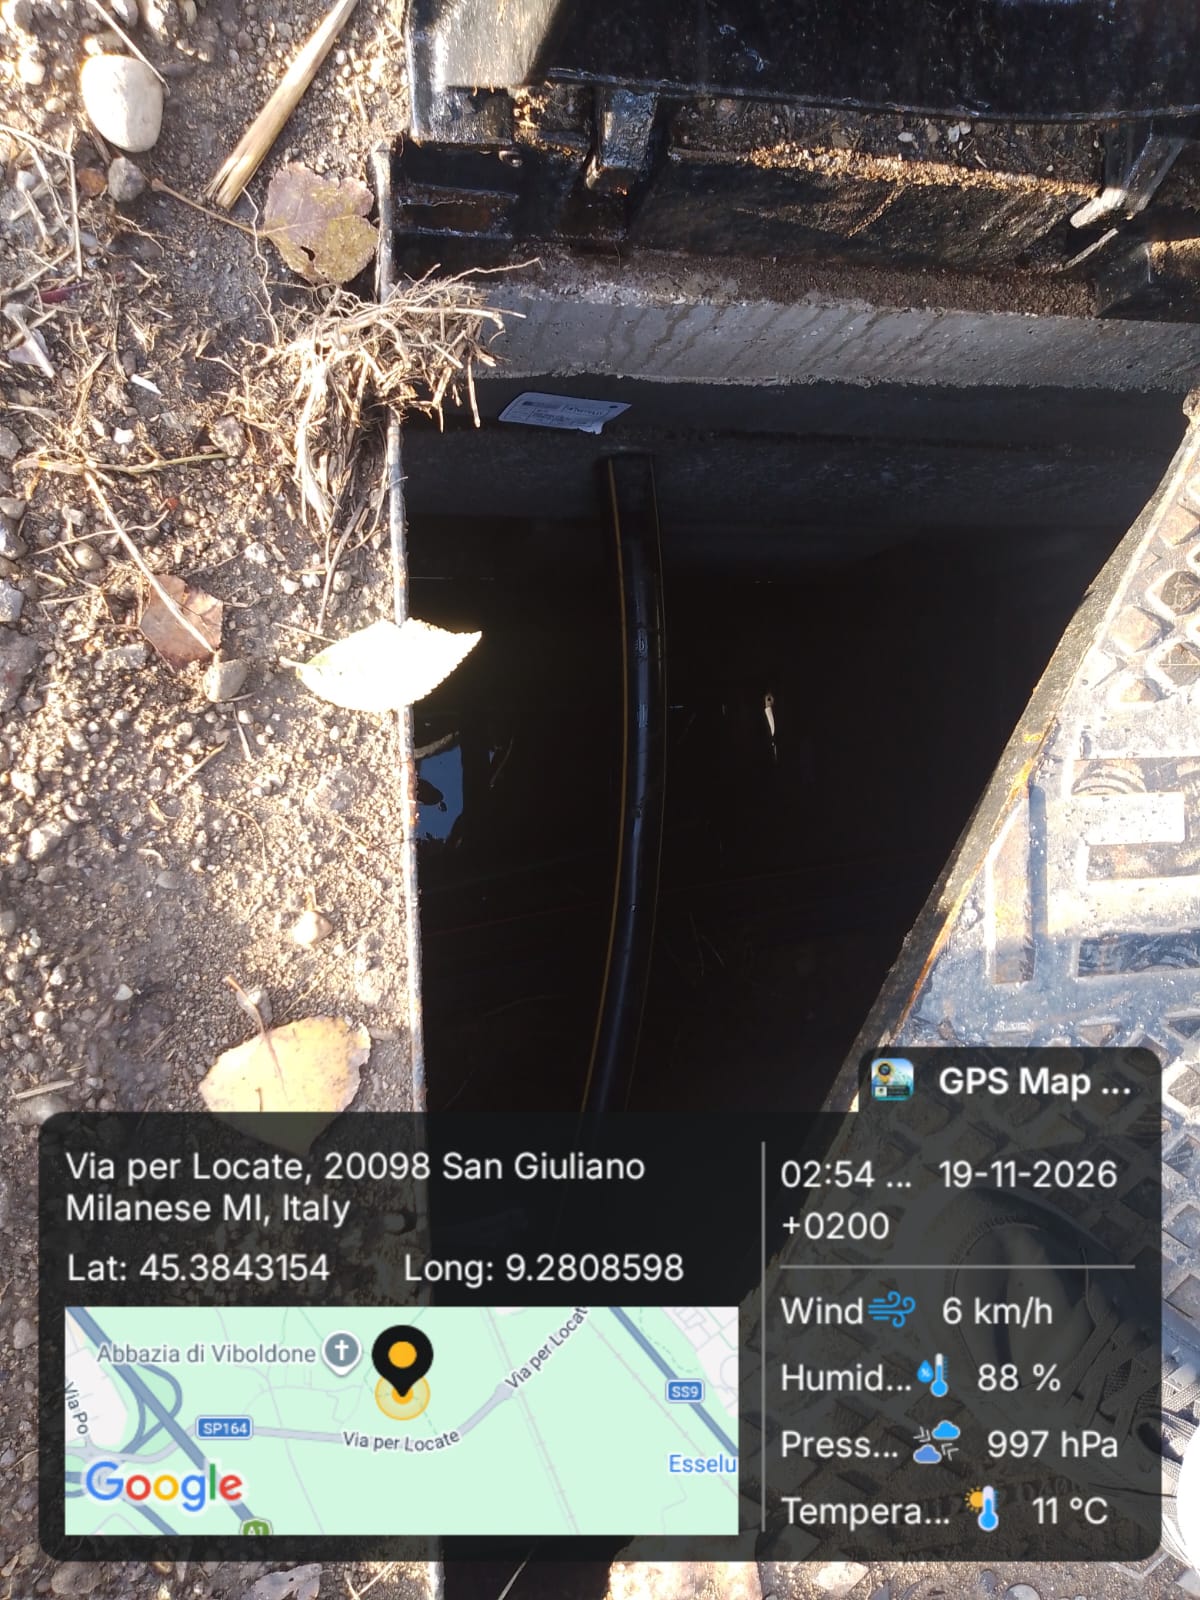 GPS Map ...
Via per Locate, 20098 San Giuliano
Milanese MI, Italy
Lat: 45.3843154 Long: 9.2808598
02:54 ... 19-11-2026
+0200
Wind 6 km/h
Humid... 88 %
Press... 997 hPa
Tempera... 11 °C
Abbazia di Viboldone
Via per Locat
Via Po
SP164
SS9
Via per Locate
Esselu
Google
A1